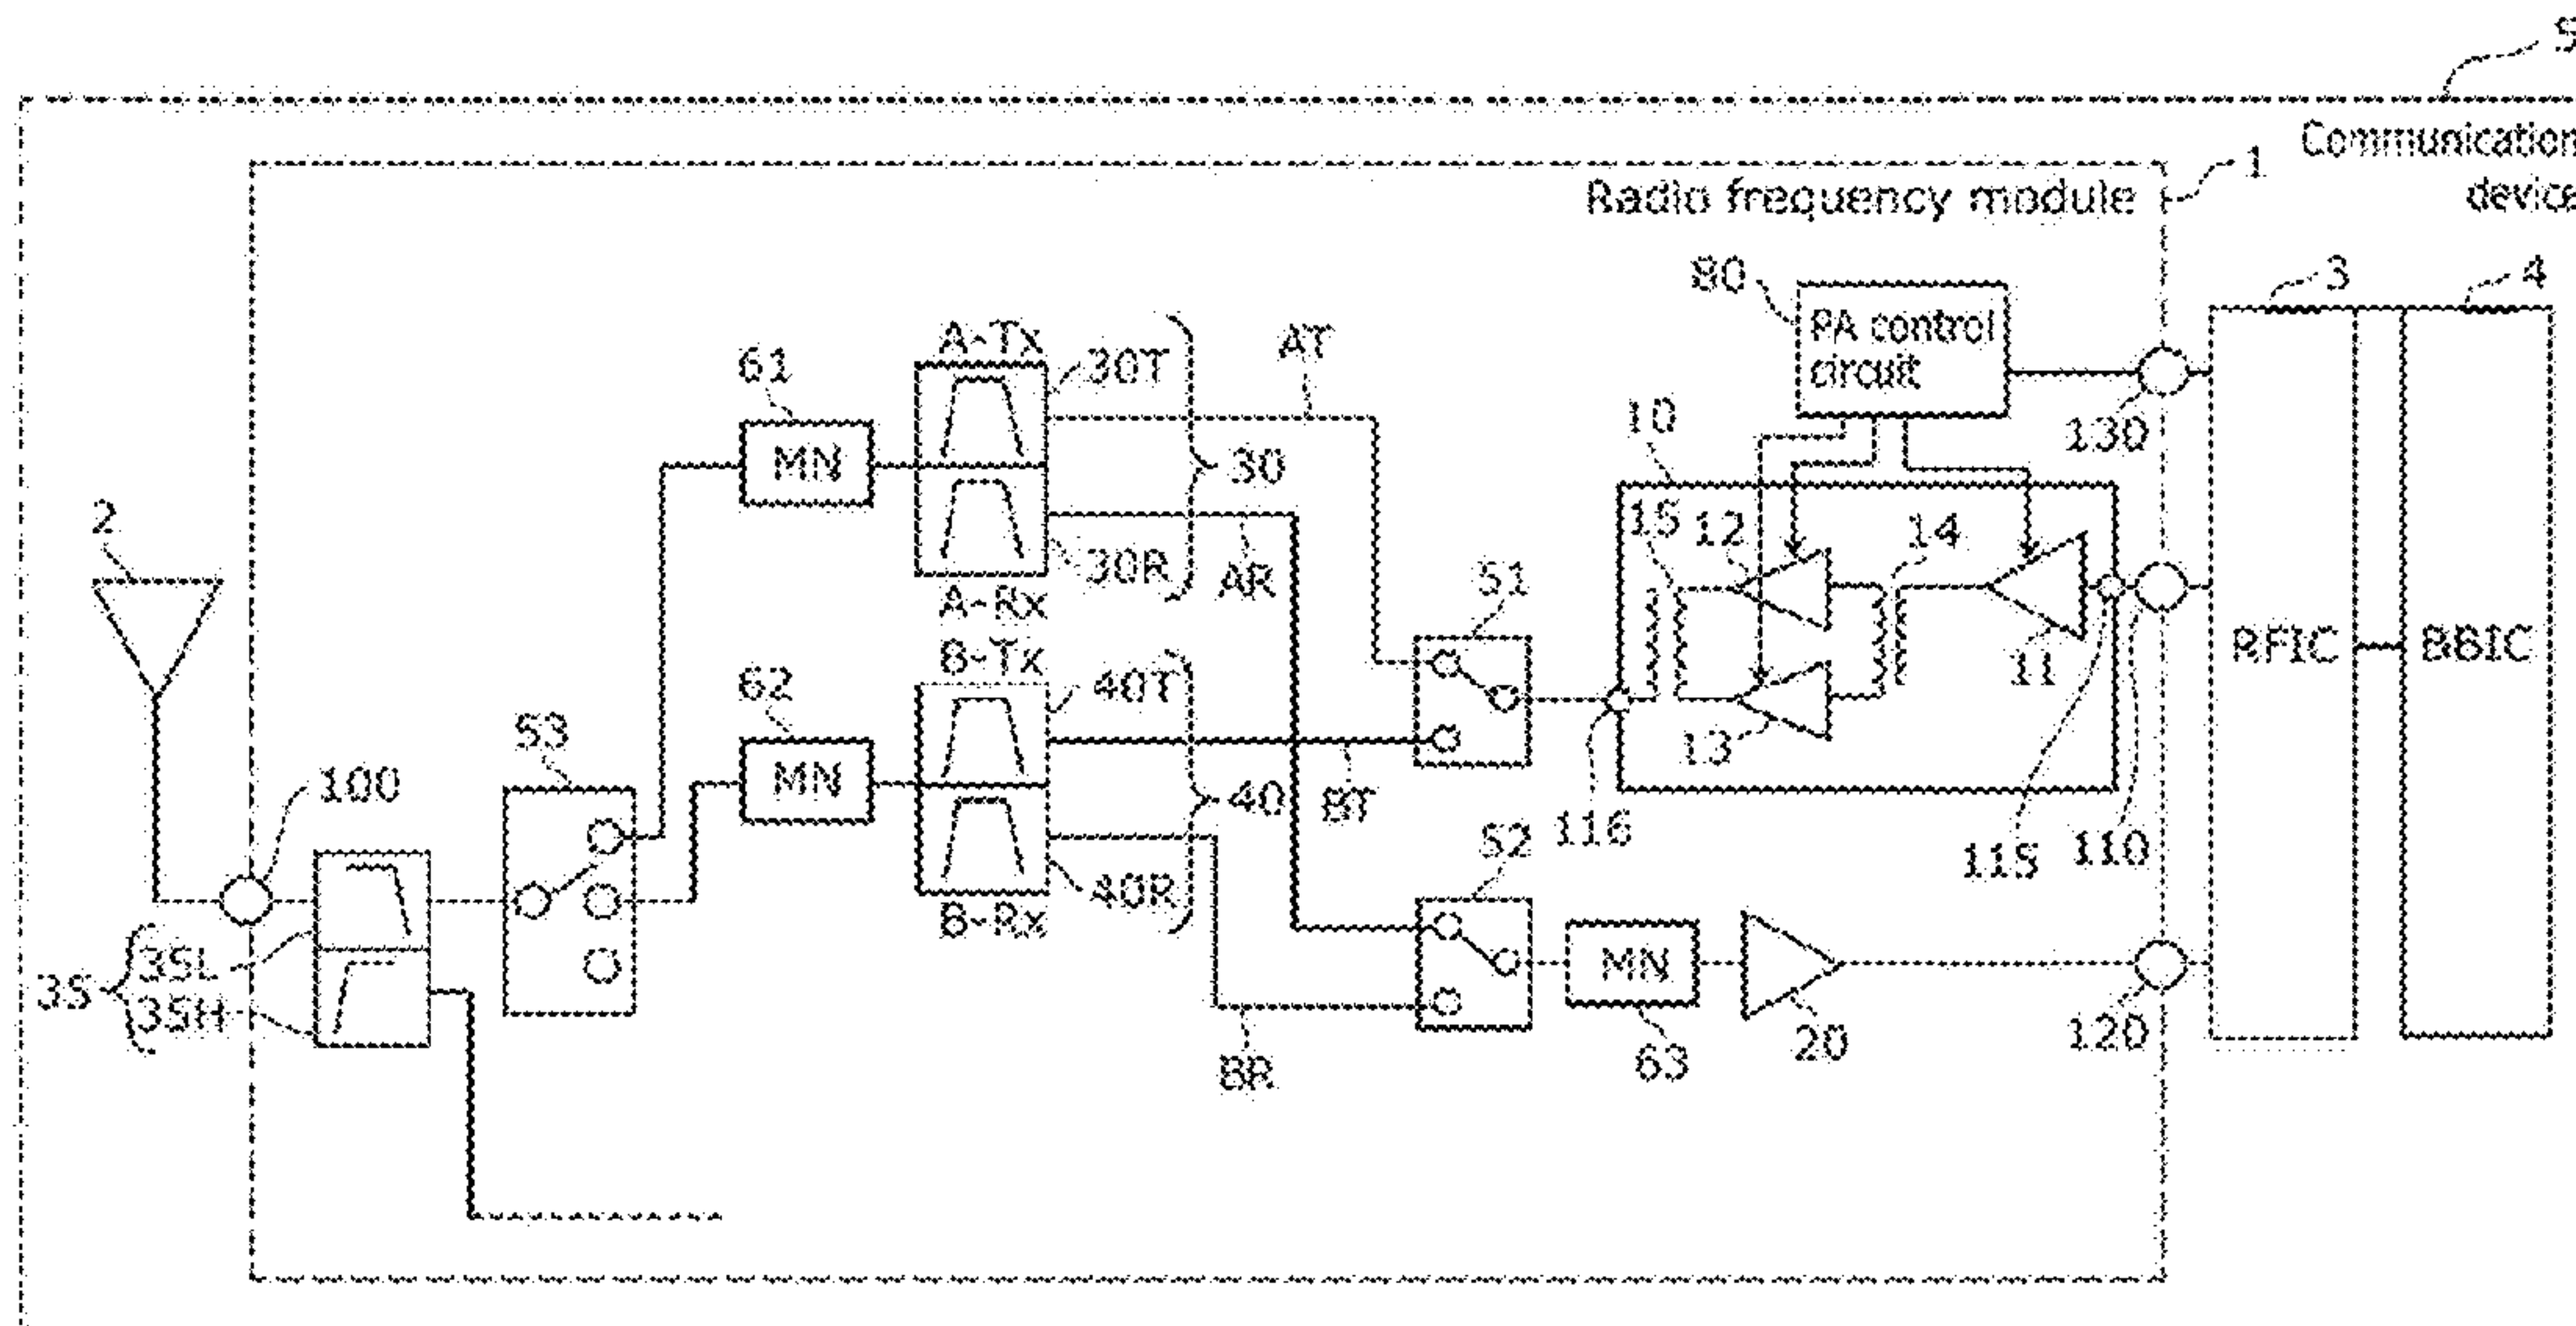 5
Communication
device
1
Radio frequency module
80
PA control
circuit
3
4
A-Tx
30T
AT
61
MN
10
130
30
2
15
12
14
30R
AR
A-Rx
51
11
RFIC
BBIC
B-Tx
40T
62
MN
53
13
100
40
BT
116
115
110
52
40R
B-Rx
35
35L
35H
MN
BR
63
20
120